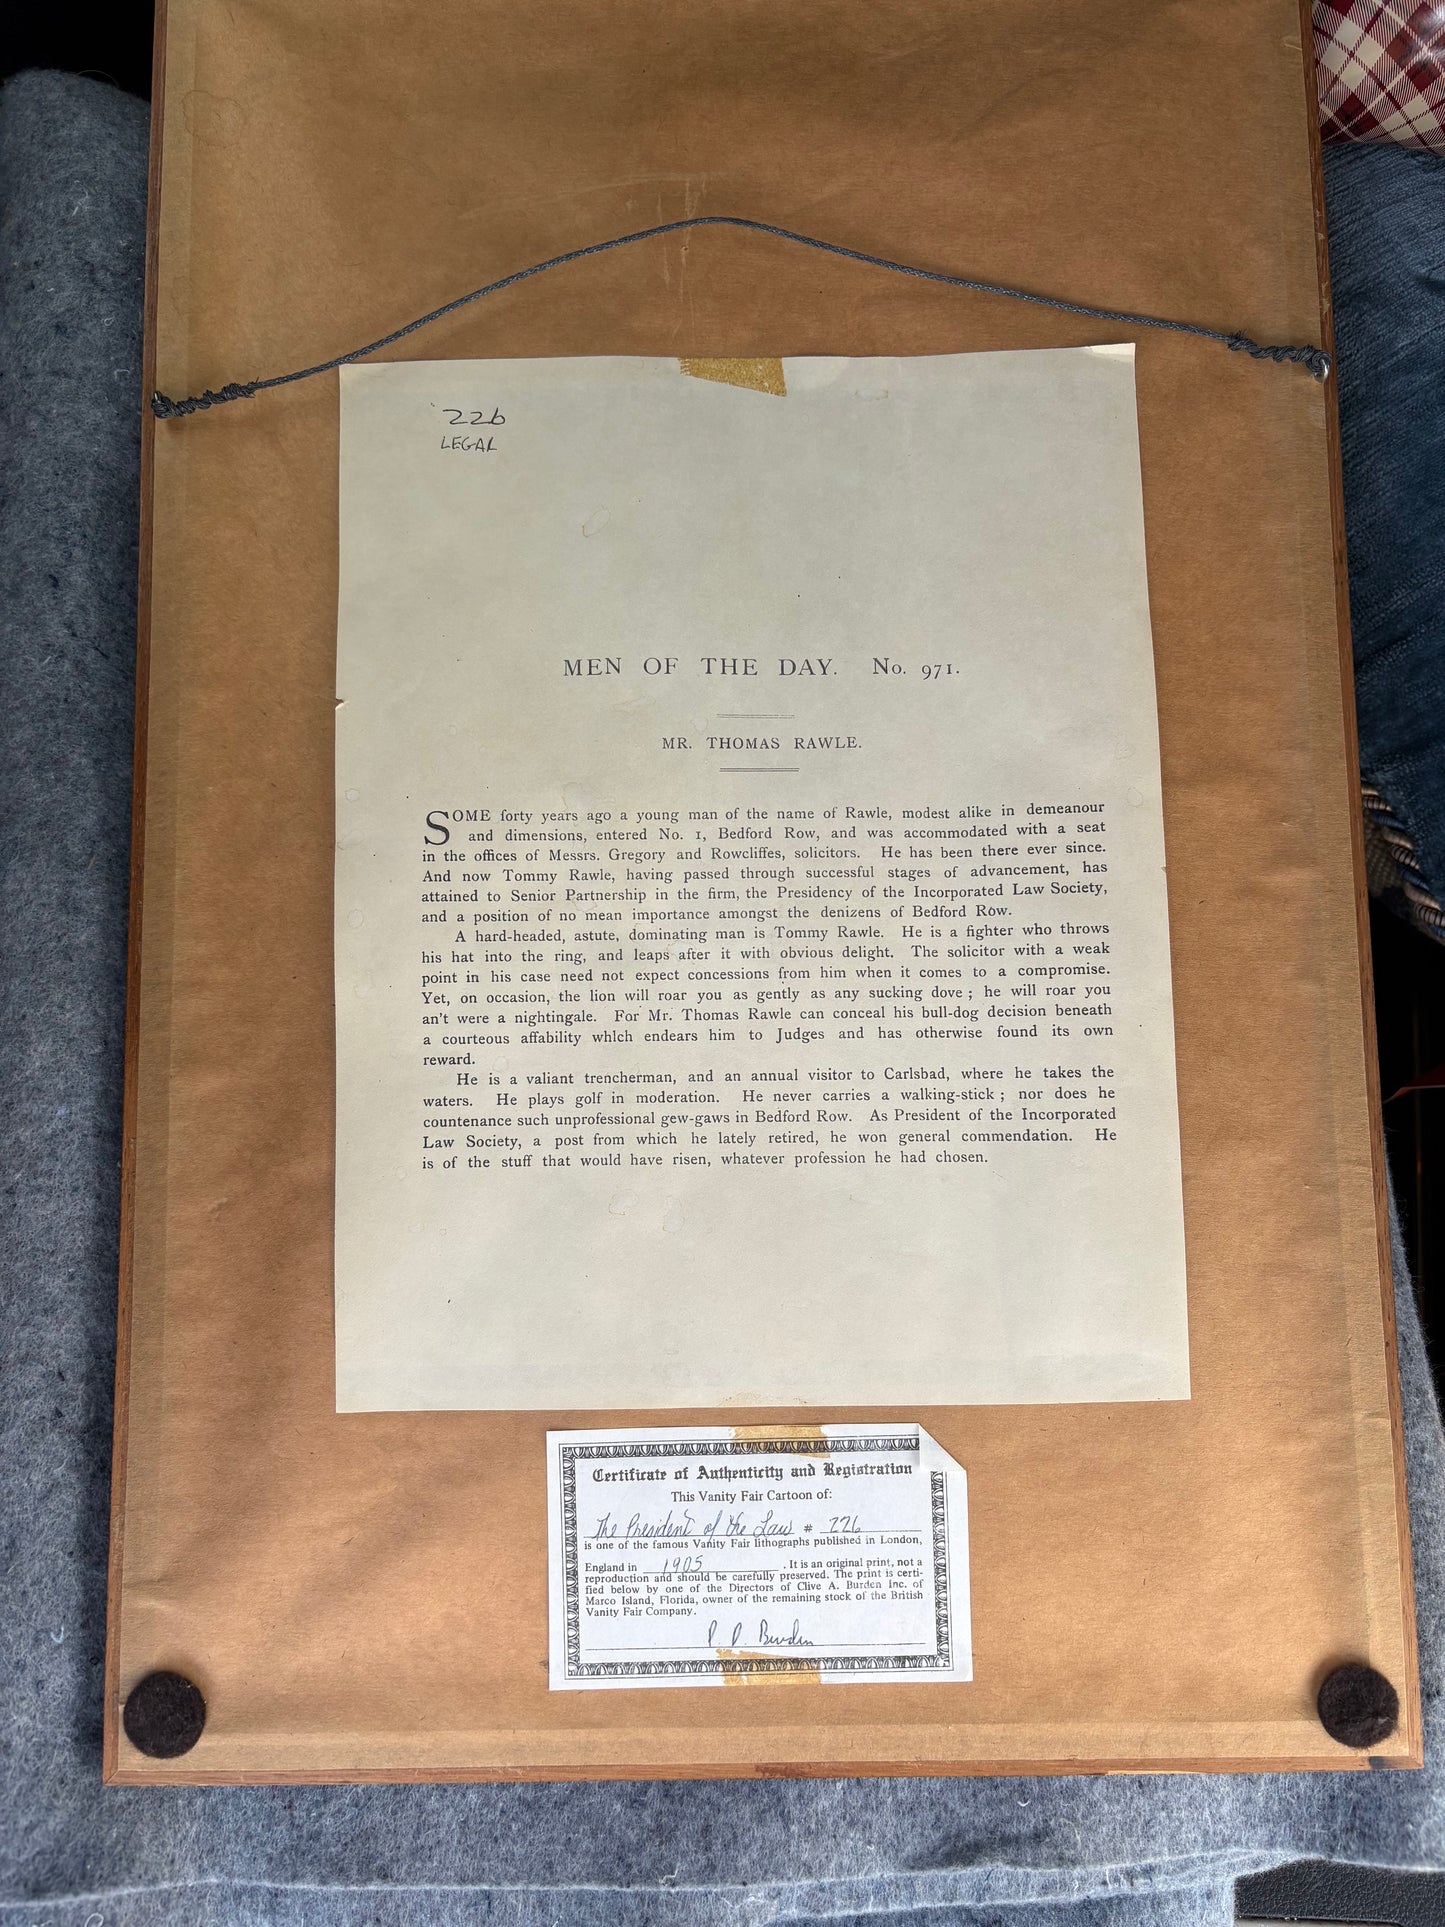 226
LEGAL
MEN OF THE DAY. No. 971.
MR. THOMAS RAWLE.
SOME forty years ago a young man of the name of Rawle, modest alike in demeanour
and dimensions, entered No. 1, Bedford Row, and was accommodated with a seat
in the offices of Messrs. Gregory and Rowcliffes, solicitors. He has been there ever since.
And now Tommy Rawle, having passed through successful stages of advancement, has
attained to Senior Partnership in the firm, the Presidency of the Incorporated Law Society,
and a position of no mean importance amongst the denizens of Bedford Row.
A hard-headed, astute, dominating man is Tommy Rawle. He is a fighter who throws
his hat into the ring, and leaps after it with obvious delight. The solicitor with a weak
point in his case need not expect concessions from him when it comes to a compromise.
Yet, on occasion, the lion will roar you as gently as any sucking dove ; he will roar you
an't were a nightingale. For Mr. Thomas Rawle can conceal his bull-dog decision beneath
a courteous affability which endears him to Judges and has otherwise found its own
reward.
He is a valiant trencherman, and an annual visitor to Carlsbad, where he takes the
waters. He plays golf in moderation. He never carries a walking-stick ; nor does he
countenance such unprofessional gew-gaws in Bedford Row. As President of the Incorporated
Law Society, a post from which he lately retired, he won general commendation. He
is of the stuff that would have risen, whatever profession he had chosen.
Certificate of Authenticity and Registration
This Vanity Fair Cartoon of:
The President of the Law # 226
is one of the famous Vanity Fair lithographs published in London,
England in 1905. It is an original print, not a
reproduction and should be carefully preserved. The print is certi-
fied below by one of the Directors of Clive A. Burden Inc. of
Marco Island, Florida, owner of the remaining stock of the British
Vanity Fair Company.
P. D. Burden